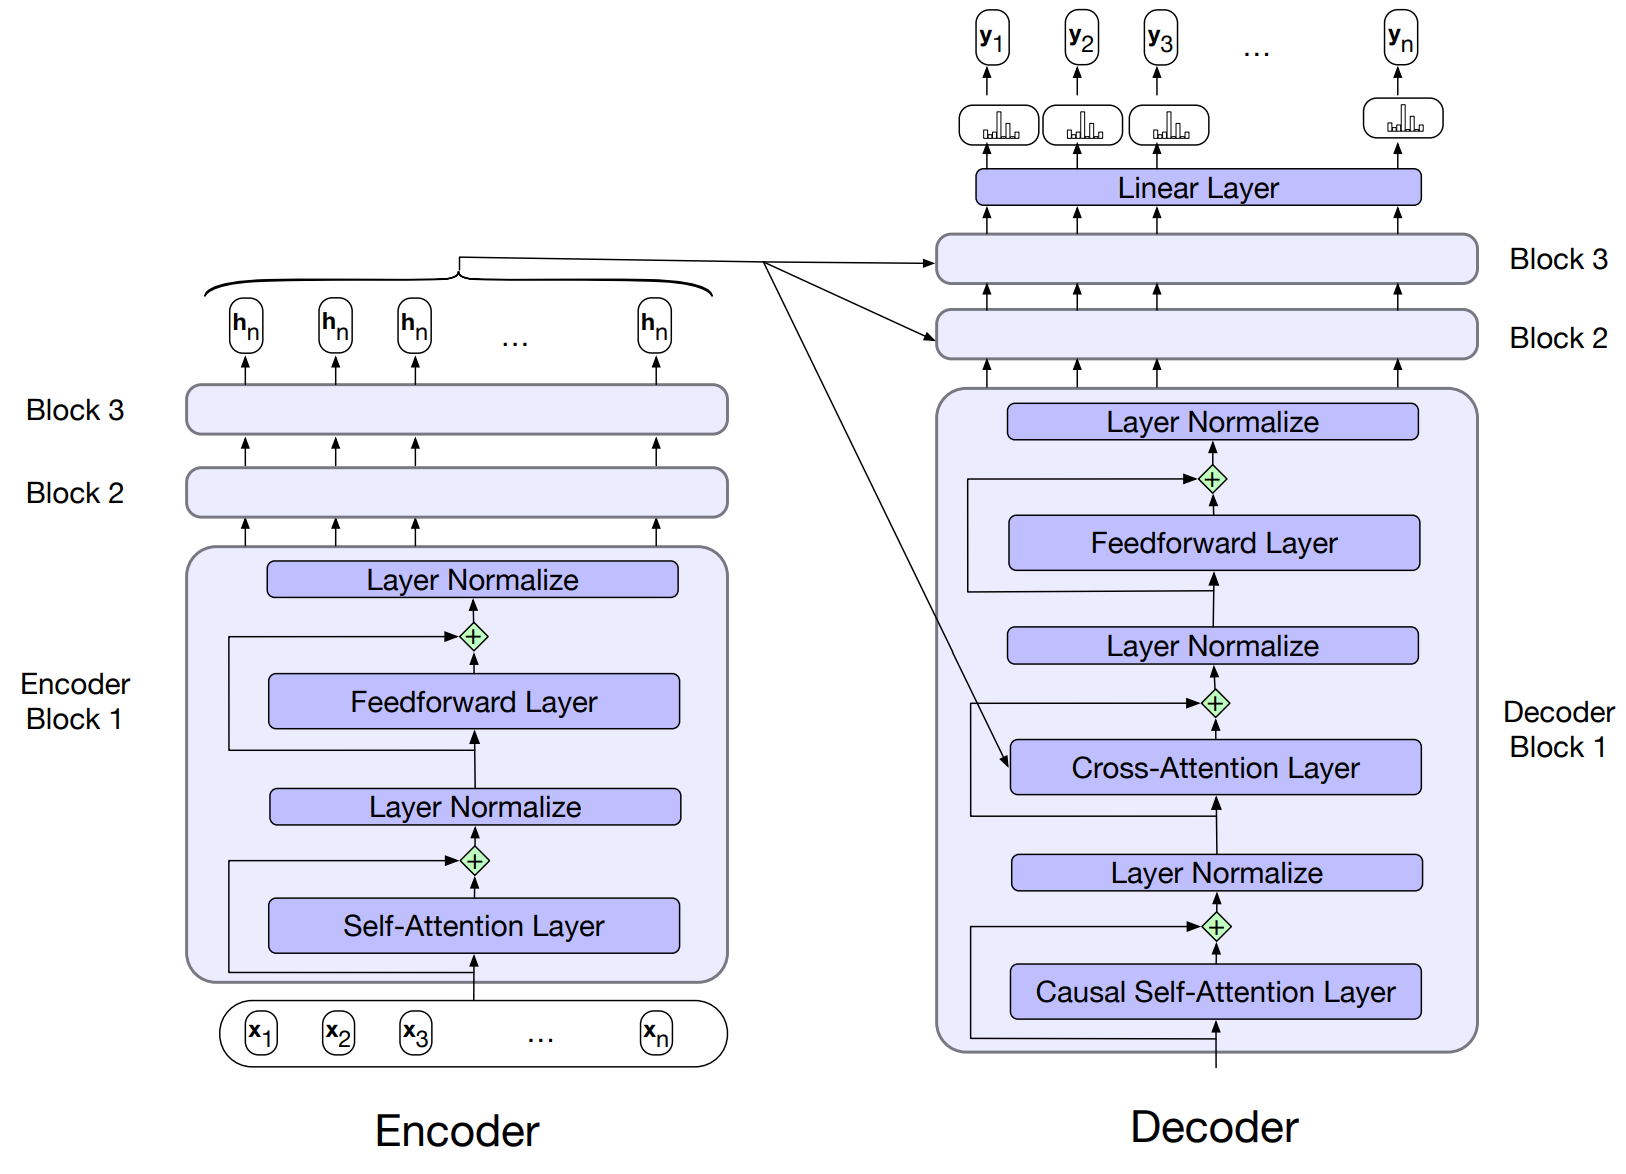 y1 y2 y3 ... yn
Linear Layer
Block 3
Block 2
Layer Normalize
Feedforward Layer
Layer Normalize
Cross-Attention Layer
Layer Normalize
Causal Self-Attention Layer
Decoder
Block 1
Decoder
hn hn hn ... hn
Block 3
Block 2
Layer Normalize
Feedforward Layer
Layer Normalize
Self-Attention Layer
Encoder
Block 1
x1 x2 x3 ... xn
Encoder